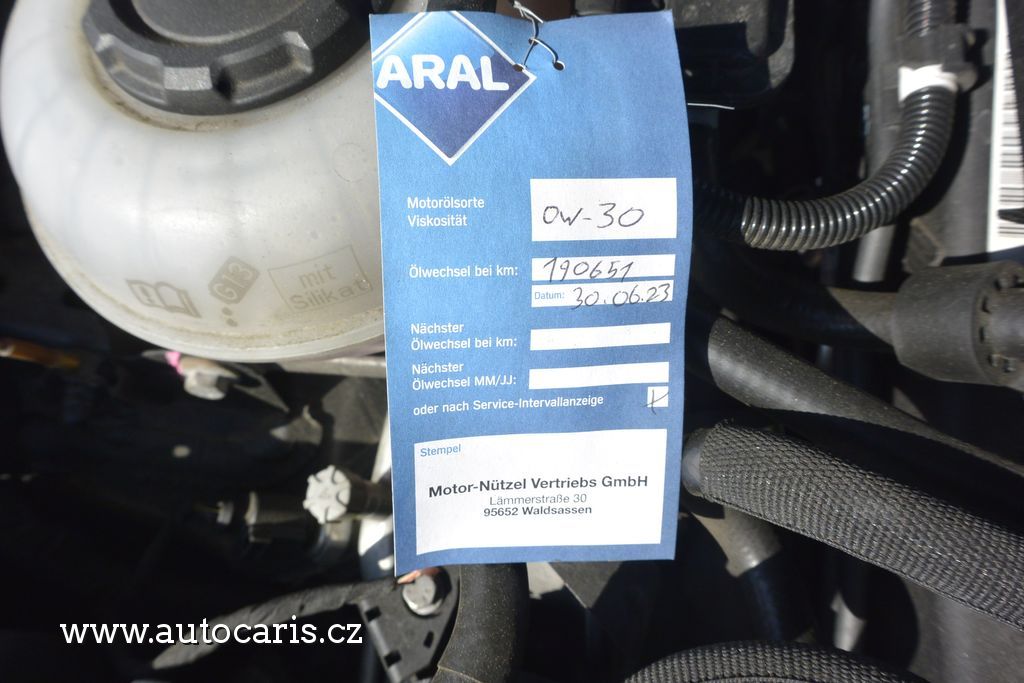 ARAL
Motorölsorte
Viskosität
0W-30
Ölwechsel bei km:
190651
Datum:
30.06.23
Nächster
Ölwechsel bei km:
Nächster
Ölwechsel MM/JJ:
oder nach Service-Intervallanzeige
Stempel
Motor-Nützel Vertriebs GmbH
Lämmerstraße 30
95652 Waldsassen
G13
mit
Silikat
www.autocaris.cz